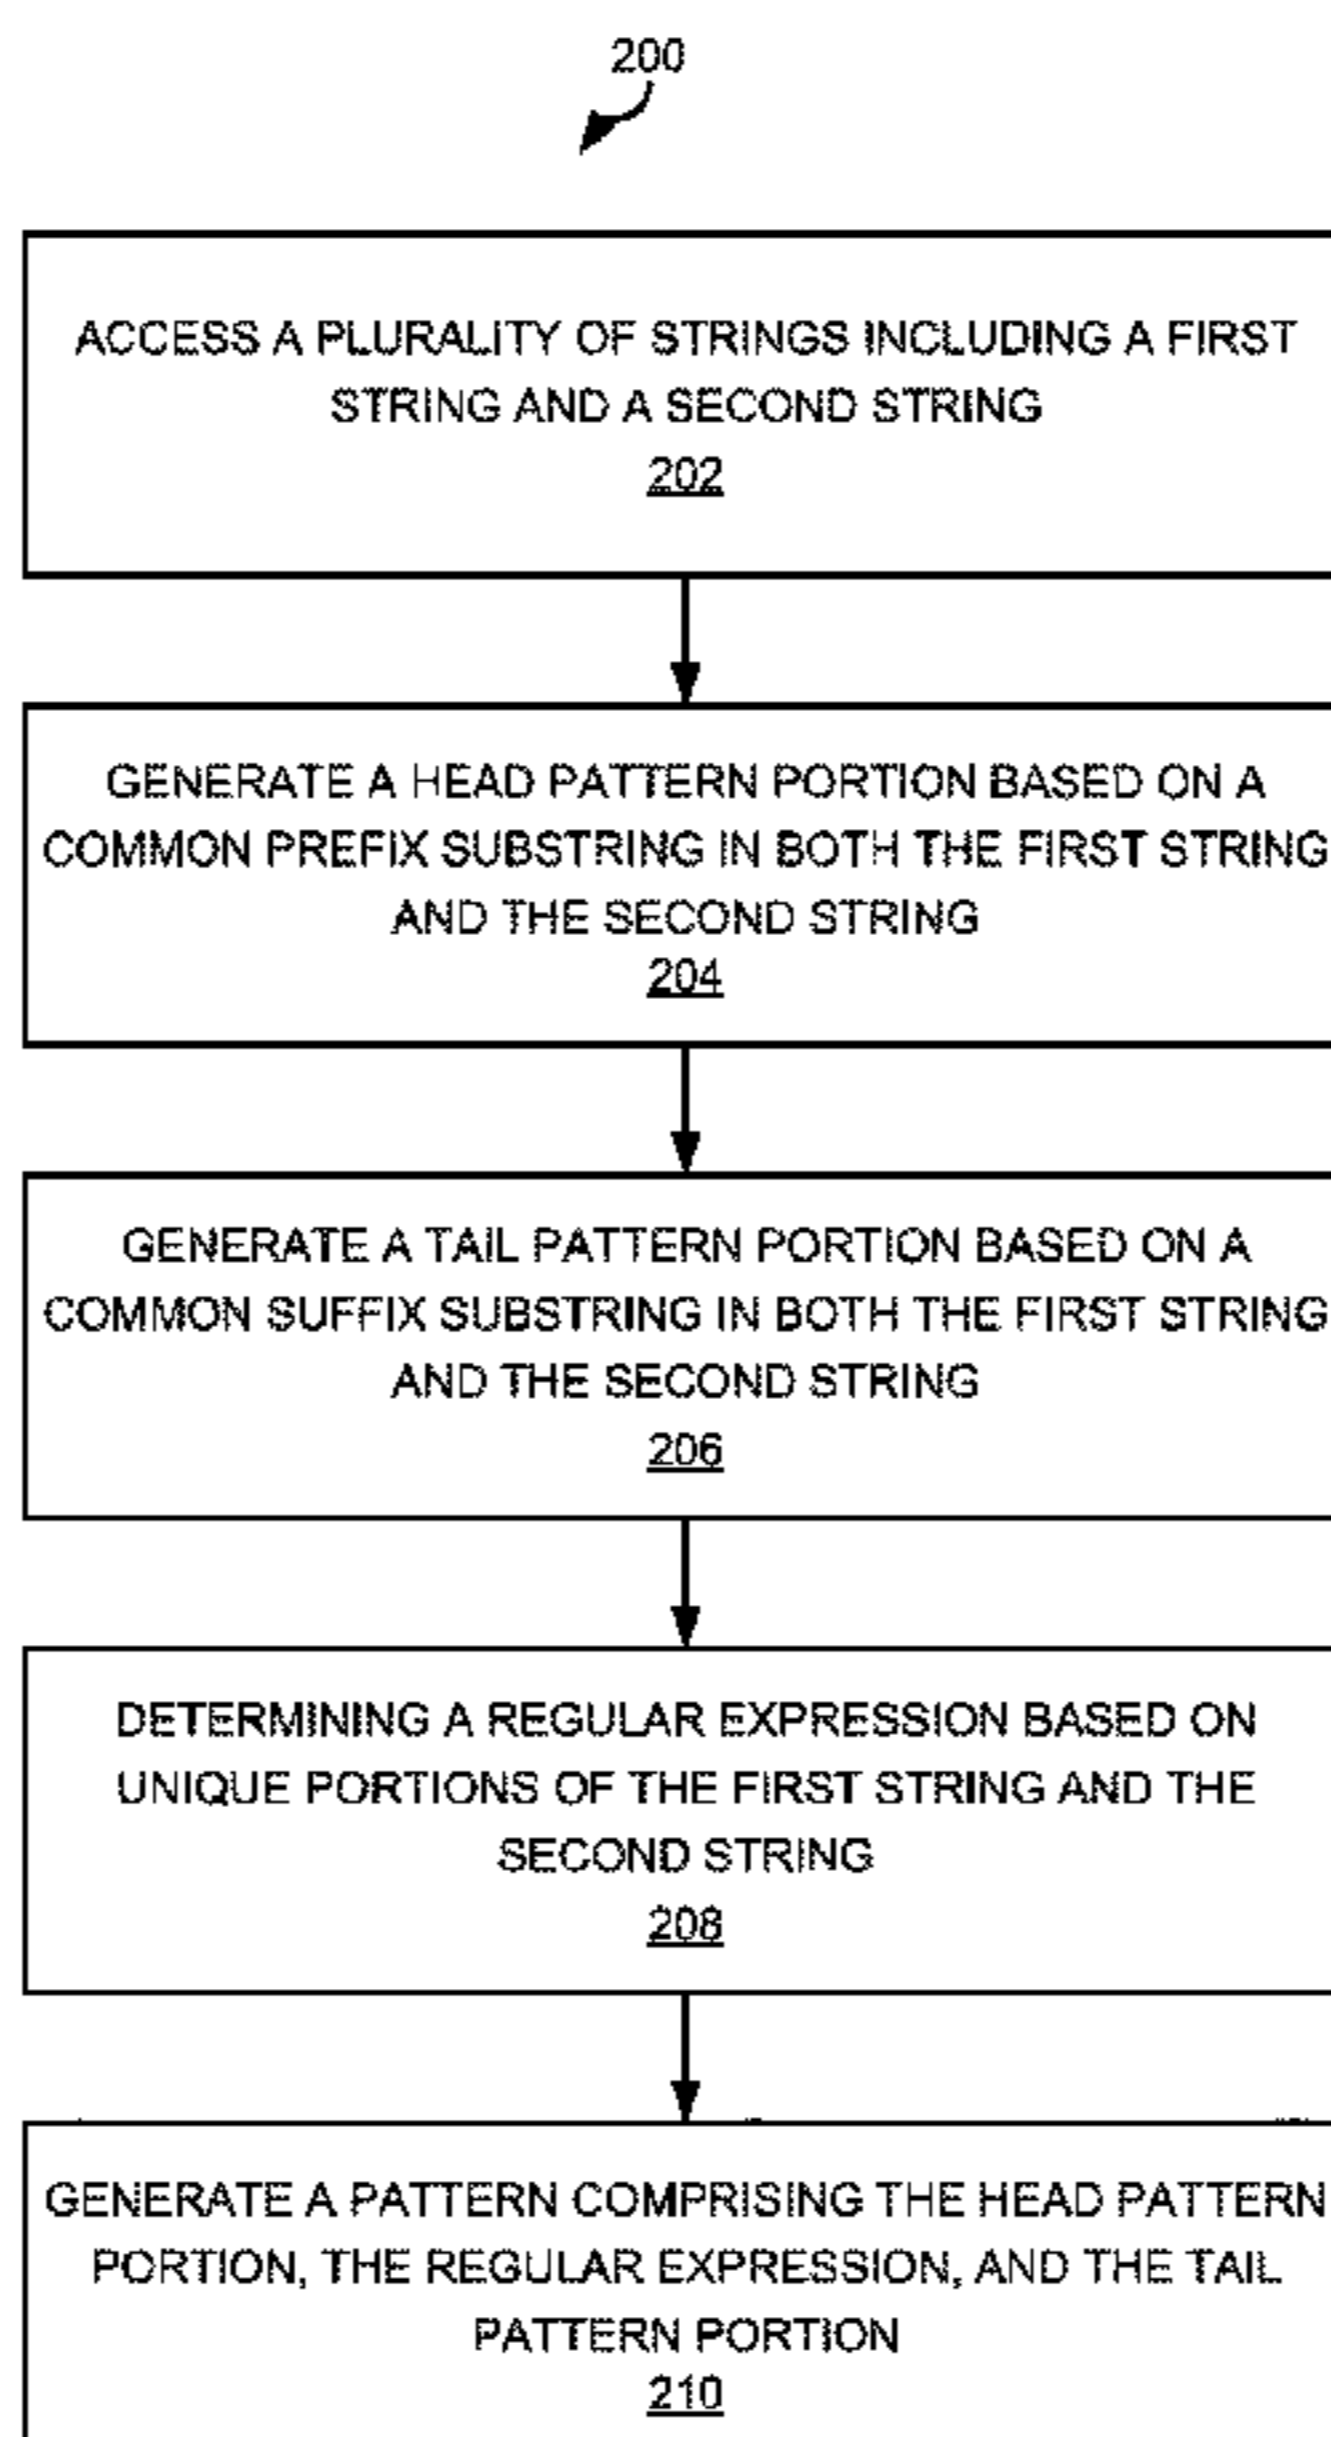 200
ACCESS A PLURALITY OF STRINGS INCLUDING A FIRST
STRING AND A SECOND STRING
202
GENERATE A HEAD PATTERN PORTION BASED ON A
COMMON PREFIX SUBSTRING IN BOTH THE FIRST STRING
AND THE SECOND STRING
204
GENERATE A TAIL PATTERN PORTION BASED ON A
COMMON SUFFIX SUBSTRING IN BOTH THE FIRST STRING
AND THE SECOND STRING
206
DETERMINING A REGULAR EXPRESSION BASED ON
UNIQUE PORTIONS OF THE FIRST STRING AND THE
SECOND STRING
208
GENERATE A PATTERN COMPRISING THE HEAD PATTERN
PORTION, THE REGULAR EXPRESSION, AND THE TAIL
PATTERN PORTION
210